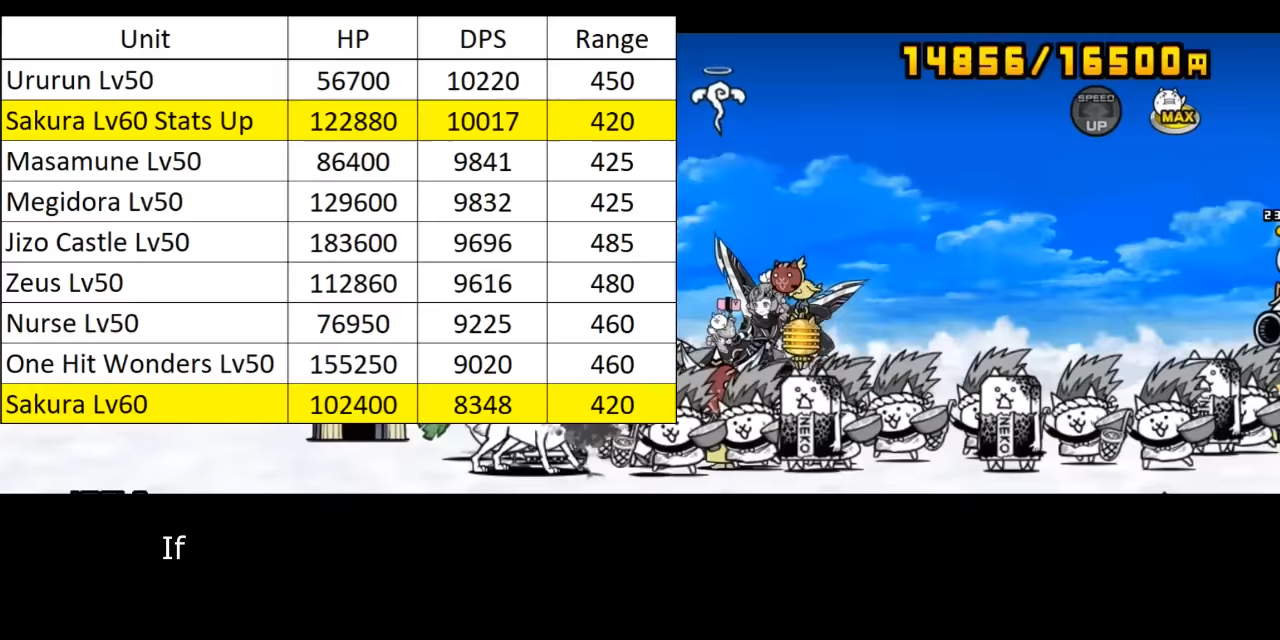 Unit HP DPS Range
Ururun Lv50 56700 10220 450
Sakura Lv60 Stats Up 122880 10017 420
Masamune Lv50 86400 9841 425
Megidora Lv50 129600 9832 425
Jizo Castle Lv50 183600 9696 485
Zeus Lv50 112860 9616 480
Nurse Lv50 76950 9225 460
One Hit Wonders Lv50 155250 9020 460
Sakura Lv60 102400 8348 420
14856/16500円
SPEED
UP
MAX
NEKO
NEKO
If